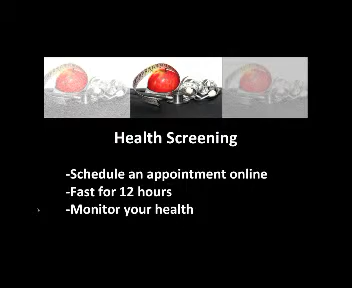 Health Screening
-Schedule an appointment online
-Fast for 12 hours
-Monitor your health